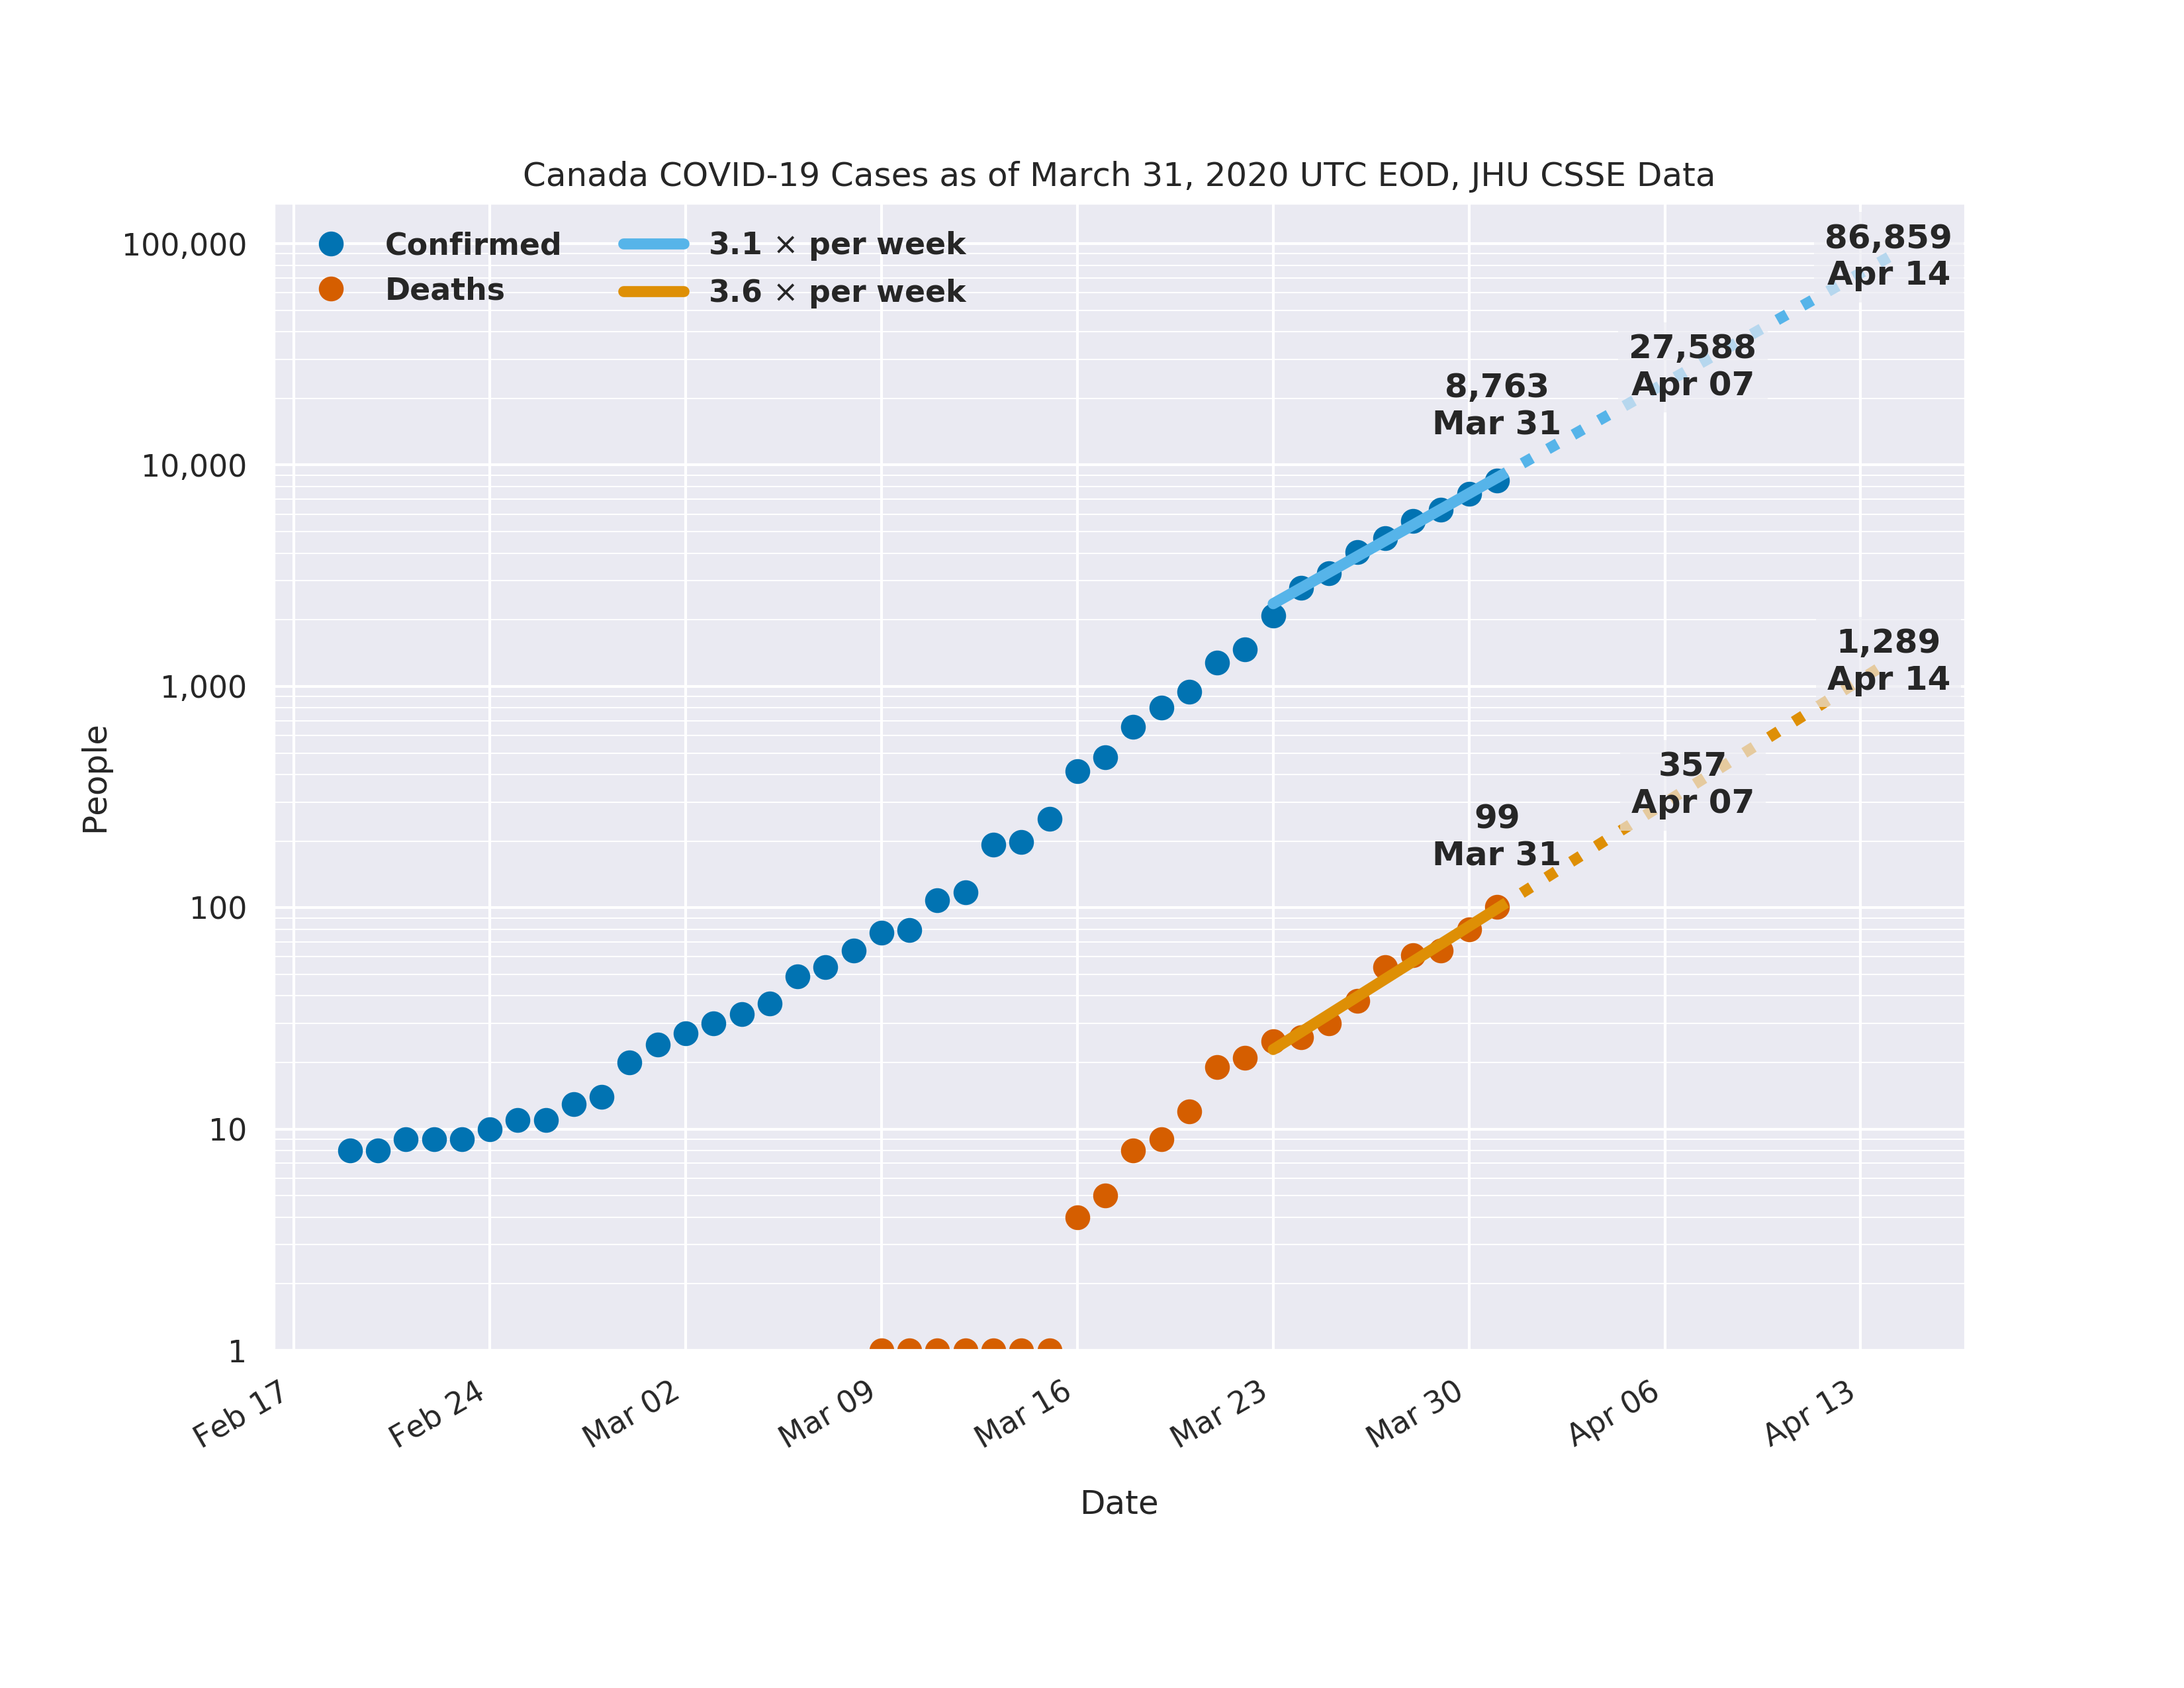 Canada COVID-19 Cases as of March 31, 2020 UTC EOD, JHU CSSE Data
Confirmed
Deaths
3.1 × per week
3.6 × per week
100,000
10,000
1,000
100
10
1
People
86,859
Apr 14
27,588
Apr 07
8,763
Mar 31
1,289
Apr 14
357
Apr 07
99
Mar 31
Feb 17
Feb 24
Mar 02
Mar 09
Mar 16
Mar 23
Mar 30
Apr 06
Apr 13
Date